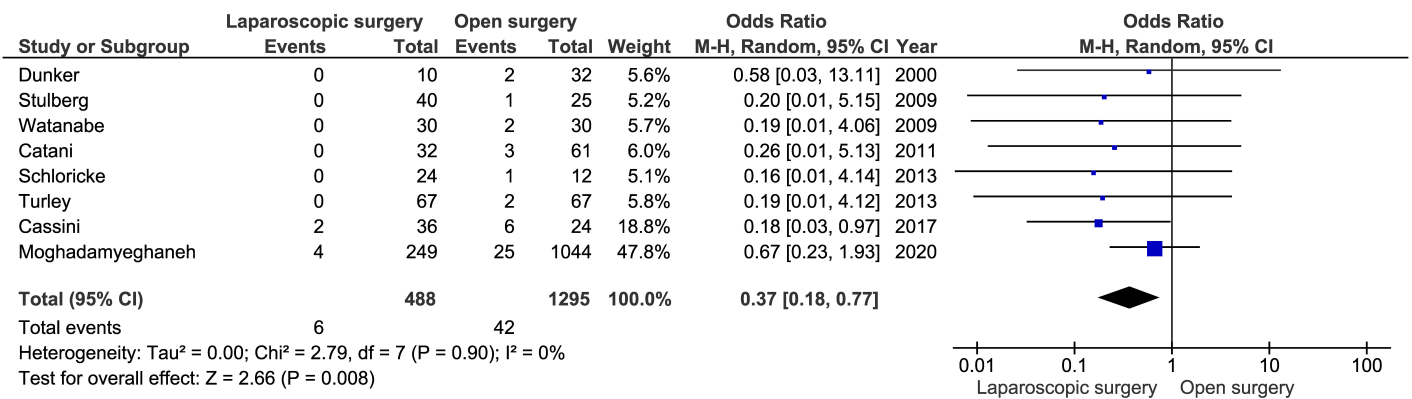 Laparoscopic surgery Open surgery Odds Ratio Odds Ratio
Study or Subgroup Events Total Events Total Weight M-H, Random, 95% CI Year M-H, Random, 95% CI
Dunker 0 10 2 32 5.6% 0.58 [0.03, 13.11] 2000
Stulberg 0 40 1 25 5.2% 0.20 [0.01, 5.15] 2009
Watanabe 0 30 2 30 5.7% 0.19 [0.01, 4.06] 2009
Catani 0 32 3 61 6.0% 0.26 [0.01, 5.13] 2011
Schloricke 0 24 1 12 5.1% 0.16 [0.01, 4.14] 2013
Turley 0 67 2 67 5.8% 0.19 [0.01, 4.12] 2013
Cassini 2 36 6 24 18.8% 0.18 [0.03, 0.97] 2017
Moghadamyeghaneh 4 249 25 1044 47.8% 0.67 [0.23, 1.93] 2020
Total (95% CI) 488 1295 100.0% 0.37 [0.18, 0.77]
Total events 6 42
Heterogeneity: Tau² = 0.00; Chi² = 2.79, df = 7 (P = 0.90); I² = 0%
Test for overall effect: Z = 2.66 (P = 0.008)
0.01 0.1 1 10 100
Laparoscopic surgery Open surgery